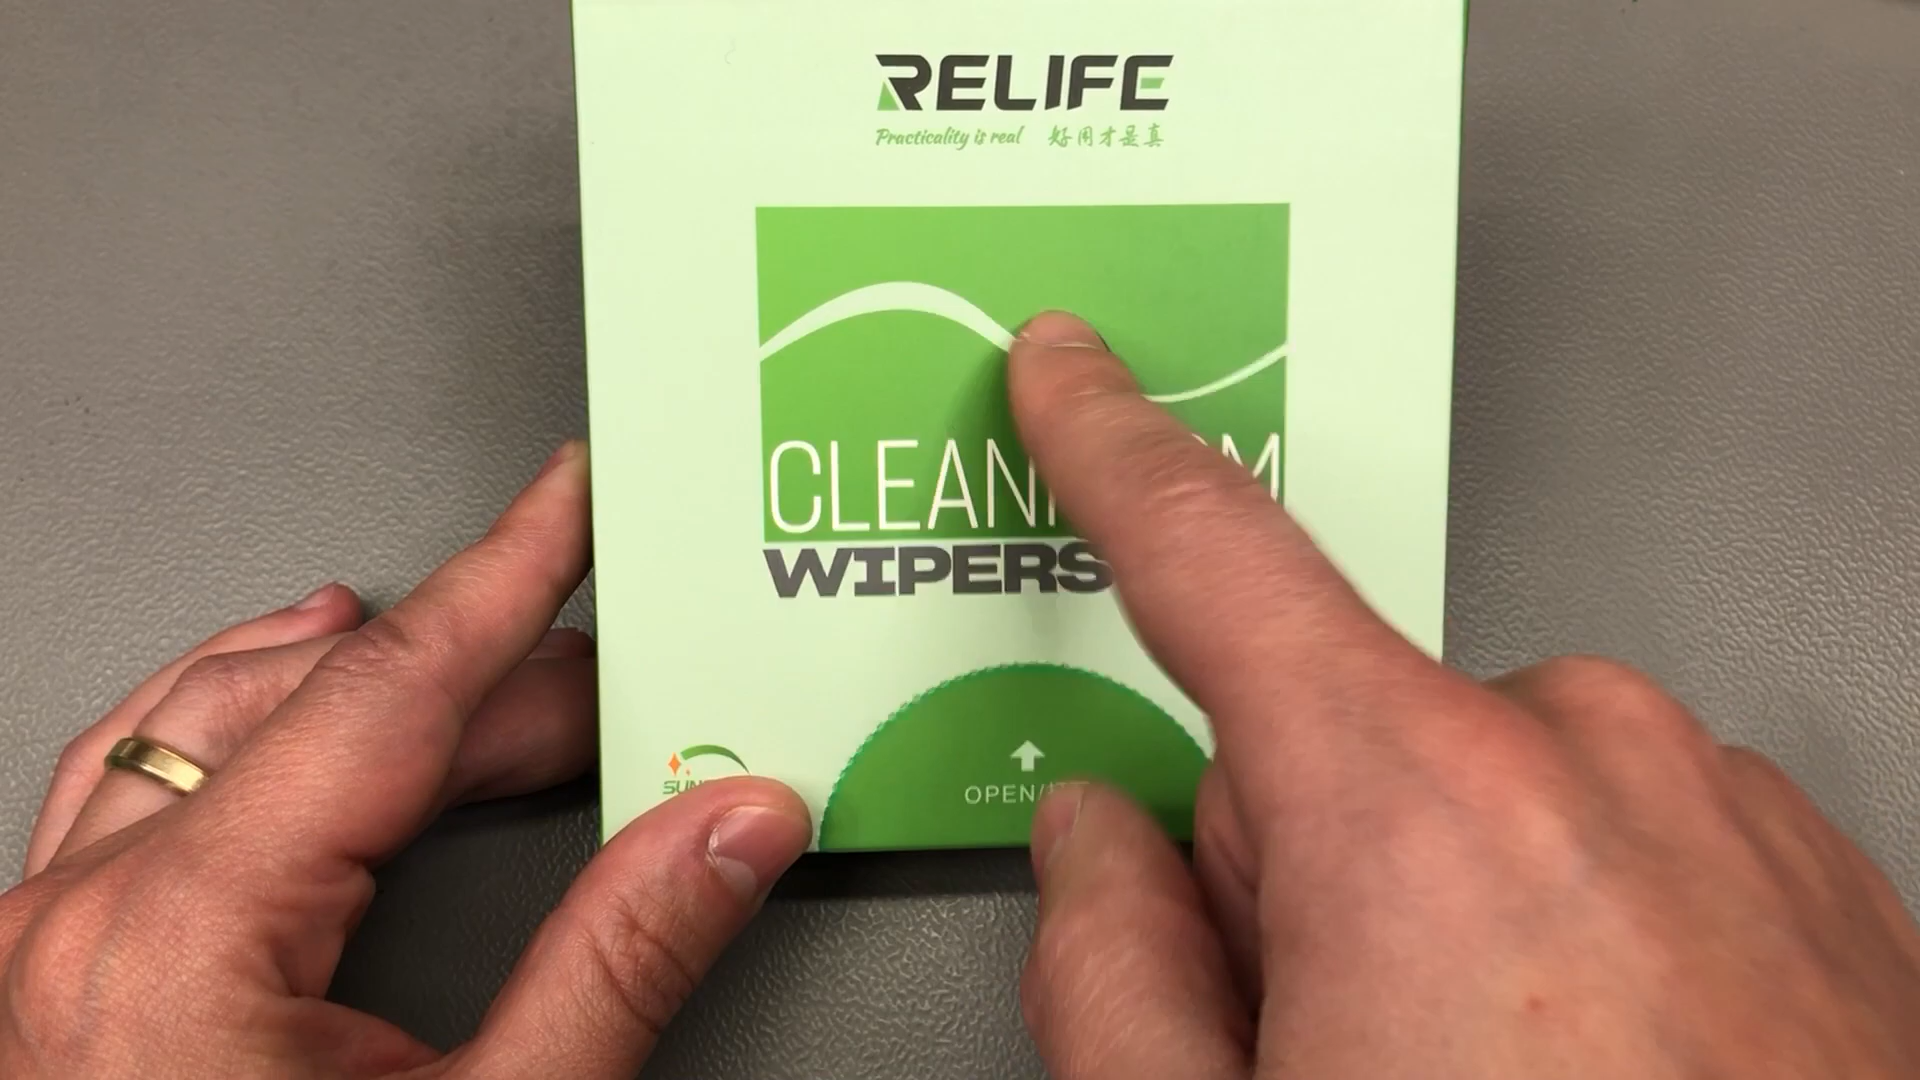 RELIFE
Practicality is real 好用才是真
CLEAN
WIPERS
OPEN/